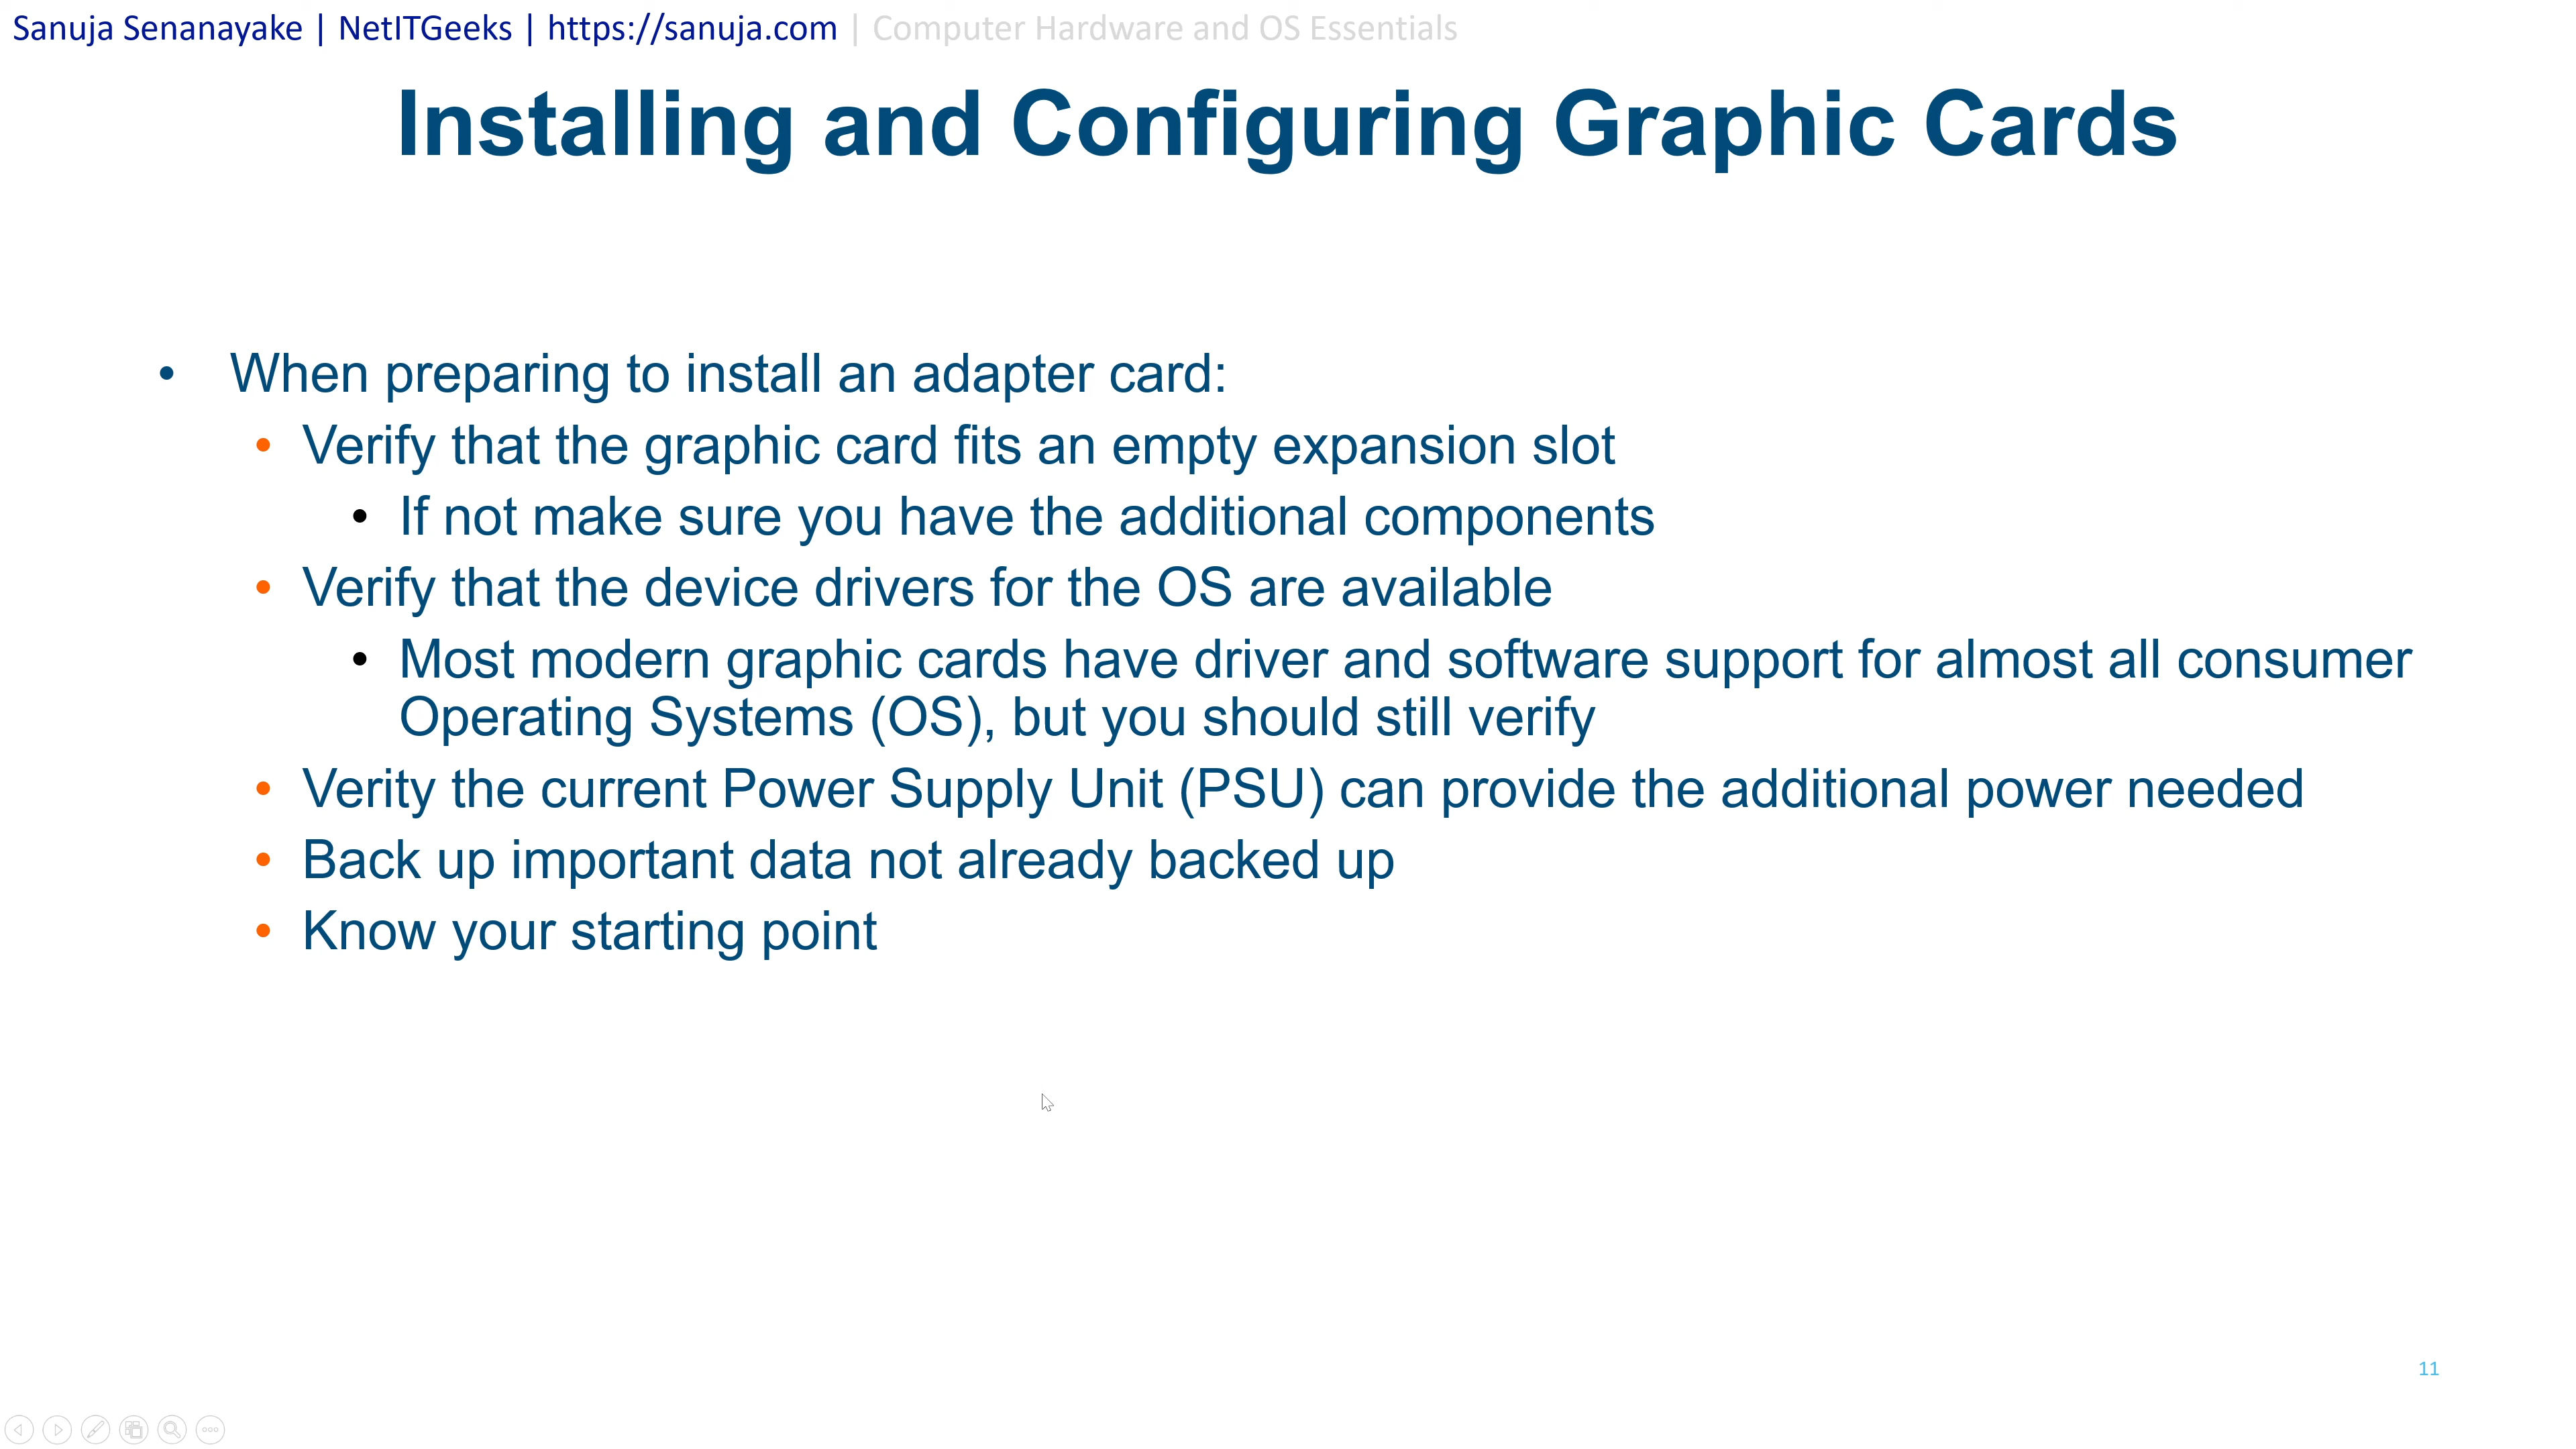 Sanuja Senanayake | NetITGeeks | https://sanuja.com | Computer Hardware and OS Essentials
Installing and Configuring Graphic Cards
• When preparing to install an adapter card:
• Verify that the graphic card fits an empty expansion slot
• If not make sure you have the additional components
• Verify that the device drivers for the OS are available
• Most modern graphic cards have driver and software support for almost all consumer
Operating Systems (OS), but you should still verify
• Verity the current Power Supply Unit (PSU) can provide the additional power needed
• Back up important data not already backed up
• Know your starting point
11